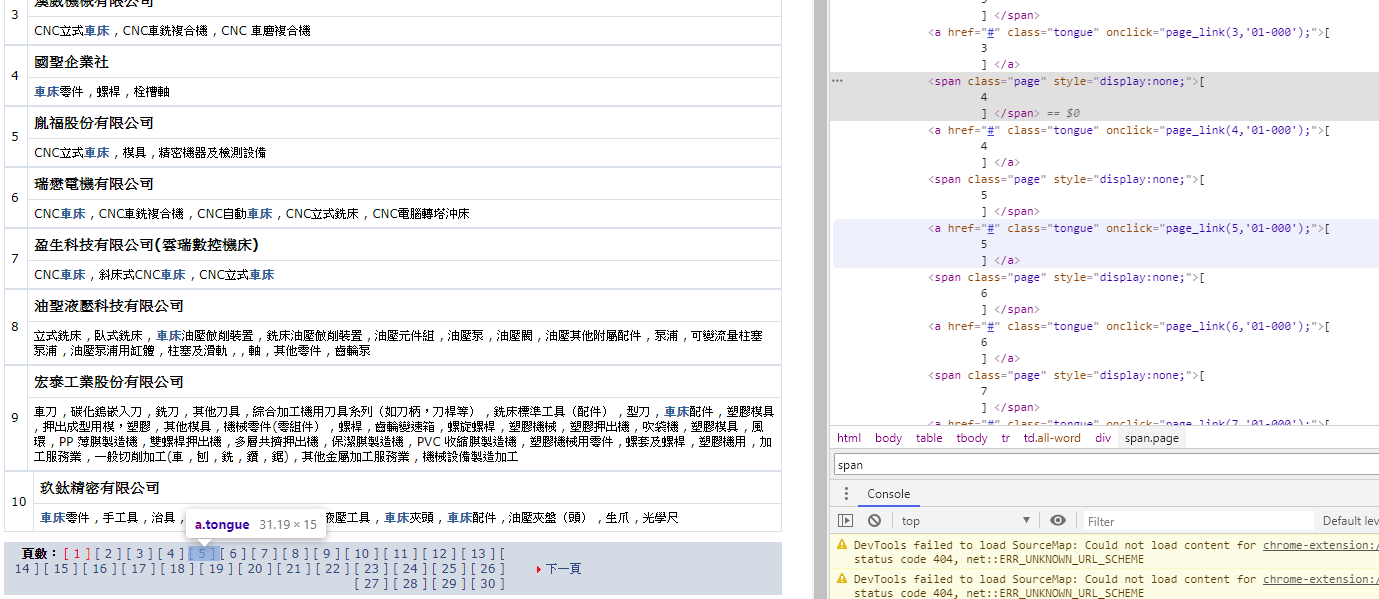 3
漢威機械有限公司
CNC立式車床 , CNC車銑複合機 , CNC 車磨複合機
4
國聖企業社
車床零件 , 螺桿 , 栓槽軸
5
胤福股份有限公司
CNC立式車床 , 模具 , 精密機器及檢測設備
6
瑞懋電機有限公司
CNC車床 , CNC車銑複合機 , CNC自動車床 , CNC立式銑床 , CNC電腦轉塔沖床
7
盈生科技有限公司(雲瑞數控機床)
CNC車床 , 斜床式CNC車床 , CNC立式車床
8
油聖液壓科技有限公司
立式銑床 , 臥式銑床 , 車床油壓倣削裝置 , 銑床油壓倣削裝置 , 油壓元件組 , 油壓泵 , 油壓閥 , 油壓其他附屬配件 , 泵浦 , 可變流量柱塞
泵浦 , 油壓泵浦用缸體 , 柱塞及滑軌 , , 軸 , 其他零件 , 齒輪泵
9
宏泰工業股份有限公司
車刀 , 碳化鎢嵌入刀 , 銑刀 , 其他刀具 , 綜合加工機用刀具系列（如刀柄，刀桿等） , 銑床標準工具（配件） , 型刀 , 車床配件 , 塑膠模具
, 押出成型用模，塑膠 , 其他模具 , 機械零件(零組件） , 螺桿 , 齒輪變速箱 , 螺旋螺桿 , 塑膠機械 , 塑膠押出機 , 吹袋機 , 塑膠模具 , 風
環 , PP 薄膜製造機 , 雙螺桿押出機 , 多層共擠押出機 , 保潔膜製造機 , PVC 收縮膜製造機 , 塑膠機械用零件 , 螺套及螺桿 , 塑膠機用 , 加
工服務業 , 一般切削加工(車 , 刨 , 銑 , 鑽 , 鋸) , 其他金屬加工服務業 , 機械設備製造加工
10
玖鈦精密有限公司
車床零件 , 手工具 , 治具 , 液壓工具 , 車床夾頭 , 車床配件 , 油壓夾盤（頭） , 生爪 , 光學尺
a.tongue 31.19 × 15
頁數： [ 1 ] [ 2 ] [ 3 ] [ 4 ] [ 5 ] [ 6 ] [ 7 ] [ 8 ] [ 9 ] [ 10 ] [ 11 ] [ 12 ] [ 13 ] [
14 ] [ 15 ] [ 16 ] [ 17 ] [ 18 ] [ 19 ] [ 20 ] [ 21 ] [ 22 ] [ 23 ] [ 24 ] [ 25 ] [ 26 ]
[ 27 ] [ 28 ] [ 29 ] [ 30 ]
下一頁
] </span>
<a href="#" class="tongue" onclick="page_link(3,'01-000');">[
3
] </a>
... <span class="page" style="display:none;">[
4
] </span> == $0
<a href="#" class="tongue" onclick="page_link(4,'01-000');">[
4
] </a>
<span class="page" style="display:none;">[
5
] </span>
<a href="#" class="tongue" onclick="page_link(5,'01-000');">[
5
] </a>
<span class="page" style="display:none;">[
6
] </span>
<a href="#" class="tongue" onclick="page_link(6,'01-000');">[
6
] </a>
<span class="page" style="display:none;">[
7
] </span>
<a href="#" class="tongue" onclick="page_link(7,'01-000');">[
html body table tbody tr td.all-word div span.page
span
Console
top Filter Default lev
DevTools failed to load SourceMap: Could not load content for chrome-extension:/
status code 404, net::ERR_UNKNOWN_URL_SCHEME
DevTools failed to load SourceMap: Could not load content for chrome-extension:/
status code 404, net::ERR_UNKNOWN_URL_SCHEME